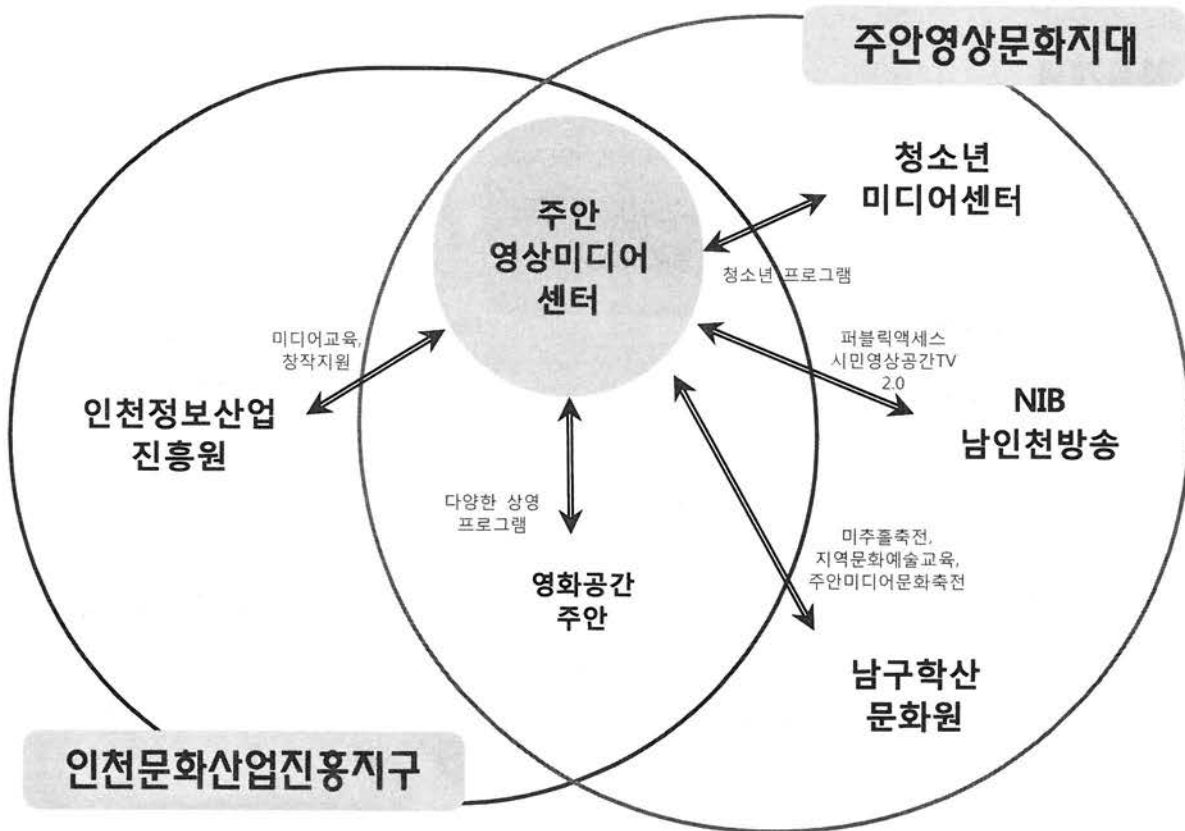 주안영상문화지대
청소년
미디어센터
주안
영상미디어
센터
청소년 프로그램
미디어교육,
창작지원
퍼블릭액세스
시민영상공간TV
2.0
인천정보산업
진흥원
NIB
남인천방송
다양한 상영
프로그램
미추홀축전,
지역문화예술교육,
주안미디어문화축전
영화공간
주안
남구학산
문화원
인천문화산업진흥지구